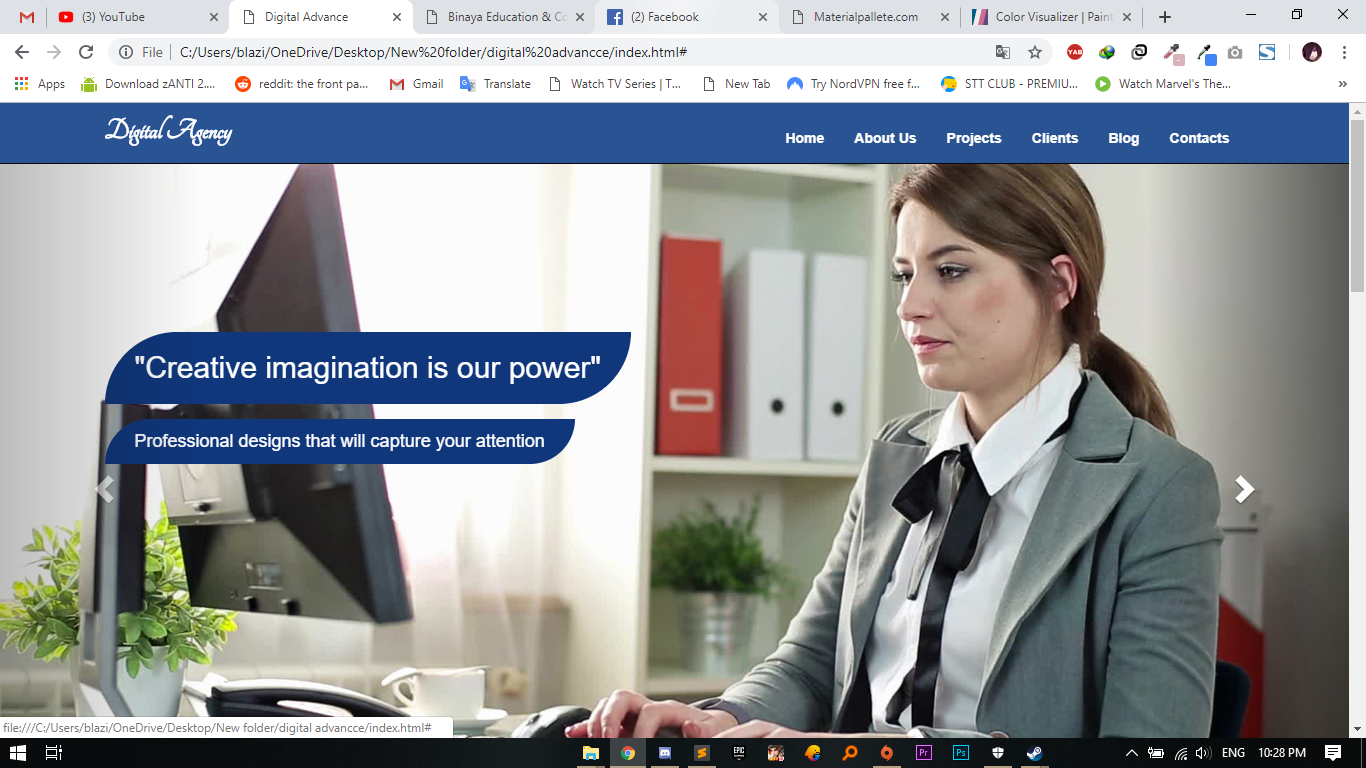 (3) YouTube
Digital Advance
Binaya Education & Co
(2) Facebook
Materialpallete.com
Color Visualizer | Paint
File
C:/Users/blazi/OneDrive/Desktop/New%20folder/digital%20advancce/index.html#
YAB
Apps
Download zANTI 2....
reddit: the front pa...
Gmail
Translate
Watch TV Series | T...
New Tab
Try NordVPN free f...
STT CLUB - PREMIU...
Watch Marvel's The...
Digital Agency
Home
About Us
Projects
Clients
Blog
Contacts
"Creative imagination is our power"
Professional designs that will capture your attention
file:///C:/Users/blazi/OneDrive/Desktop/New folder/digital advancce/index.html#
EPIC
Pr
Ps
ENG
10:28 PM